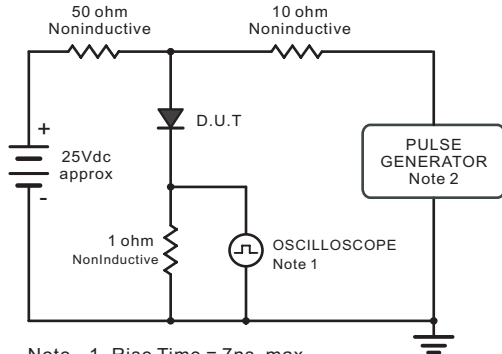 50 ohm
Noninductive
10 ohm
Noninductive
D.U.T
+
25Vdc
approx
-
PULSE
GENERATOR
Note 2
1 ohm
NonInductive
OSCILLOSCOPE
Note 1